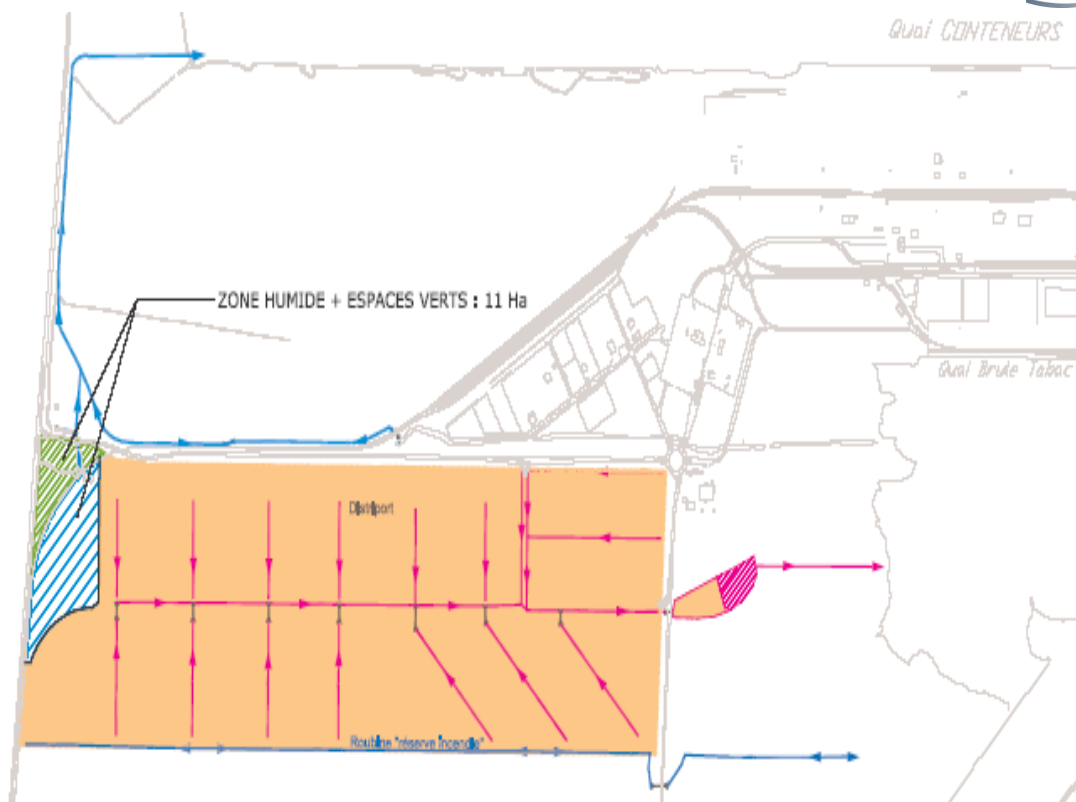 Quai CONTENEURS
ZONE HUMIDE + ESPACES VERTS : 11 Ha
Quai Brule Tabac
Distriport
Roubine "réserve incendie"